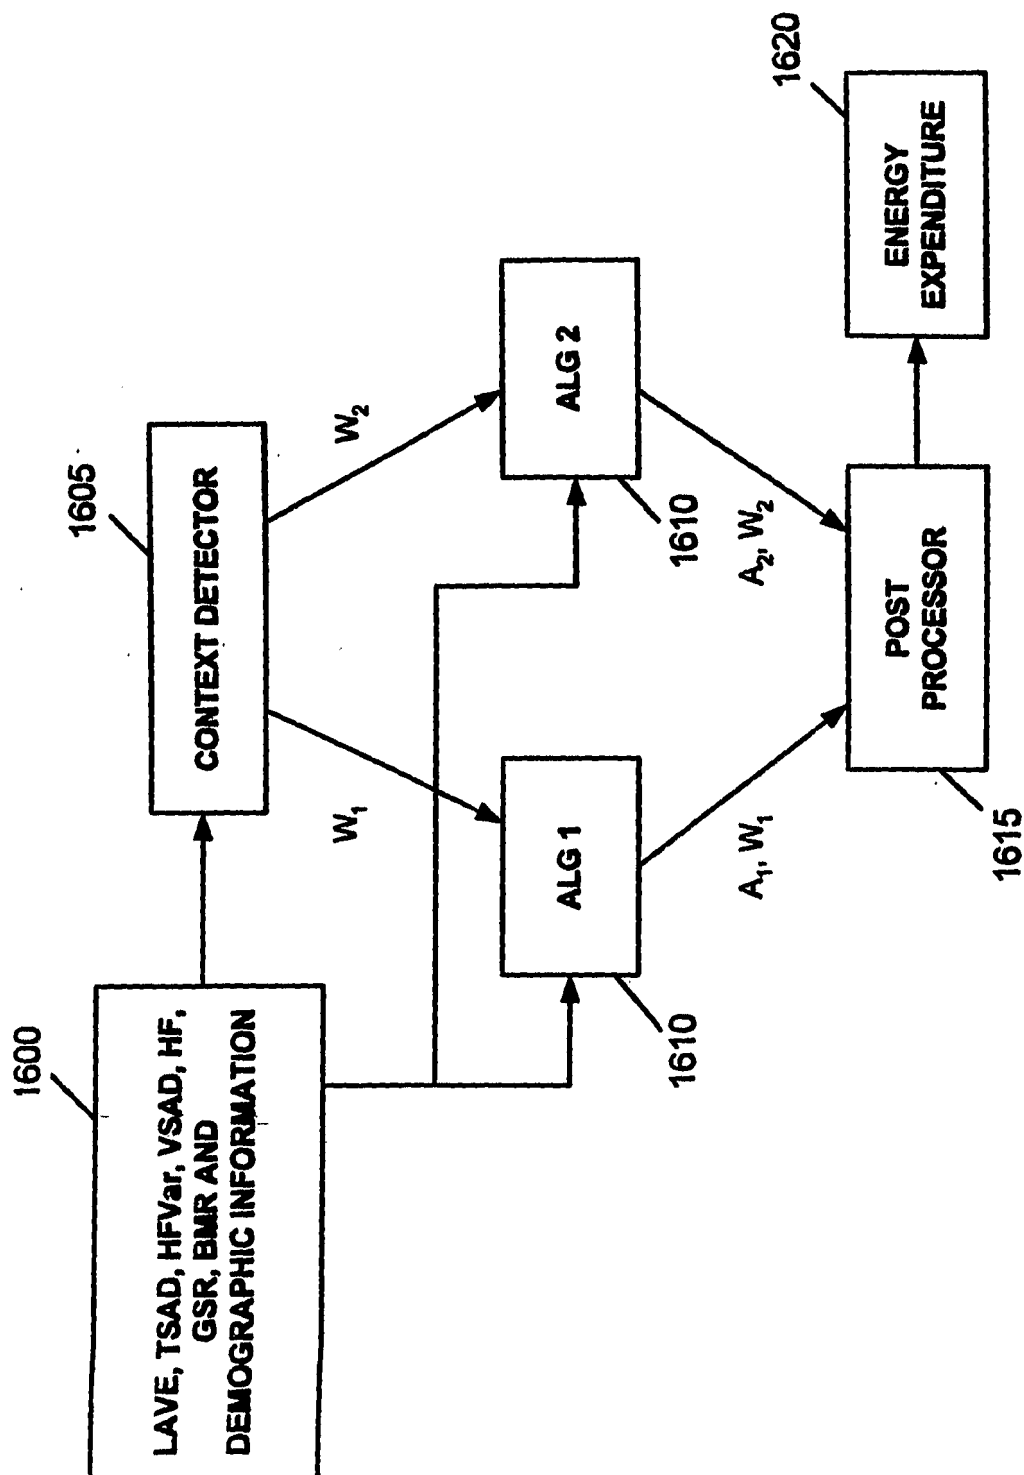 1600
LAVE, TSAD, HFVar, VSAD, HF,
GSR, BMR AND
DEMOGRAPHIC INFORMATION
1605
CONTEXT DETECTOR
W₁
W₂
ALG 1
1610
ALG 2
1610
A₁, W₁
A₂, W₂
POST
PROCESSOR
1615
ENERGY
EXPENDITURE
1620